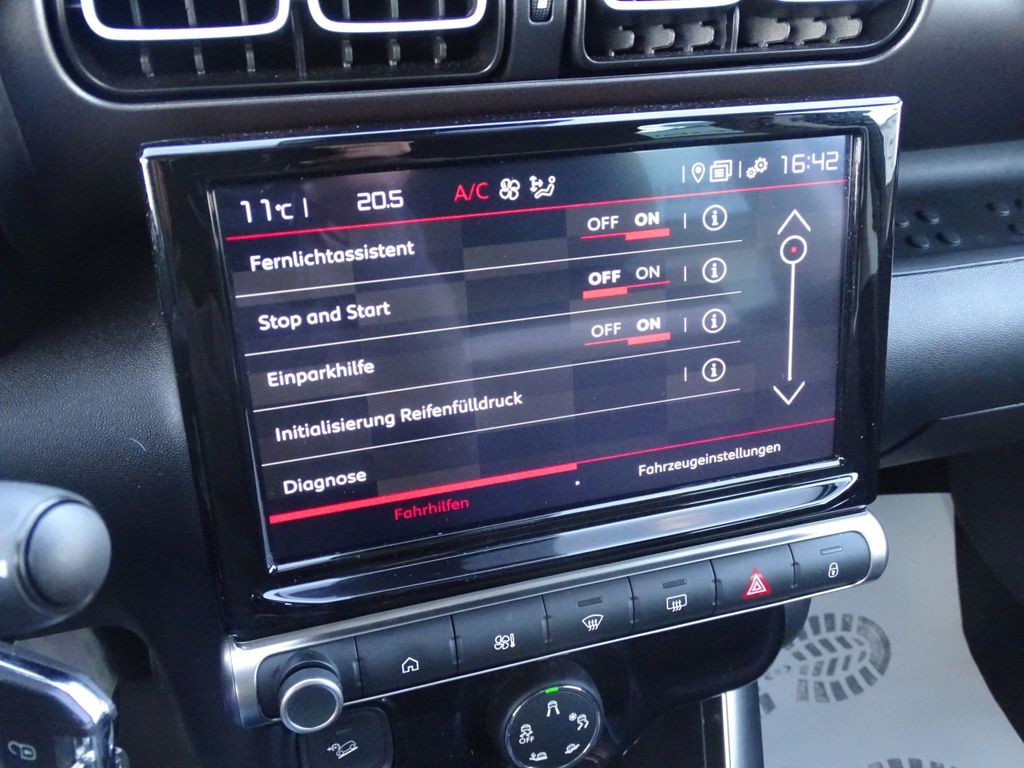 11°C 20.5 A/C 16:42
Fernlichtassistent OFF ON
Stop and Start OFF ON
Einparkhilfe OFF ON
Initialisierung Reifenfülldruck
Diagnose
Fahrhilfen Fahrzeugeinstellungen
OFF